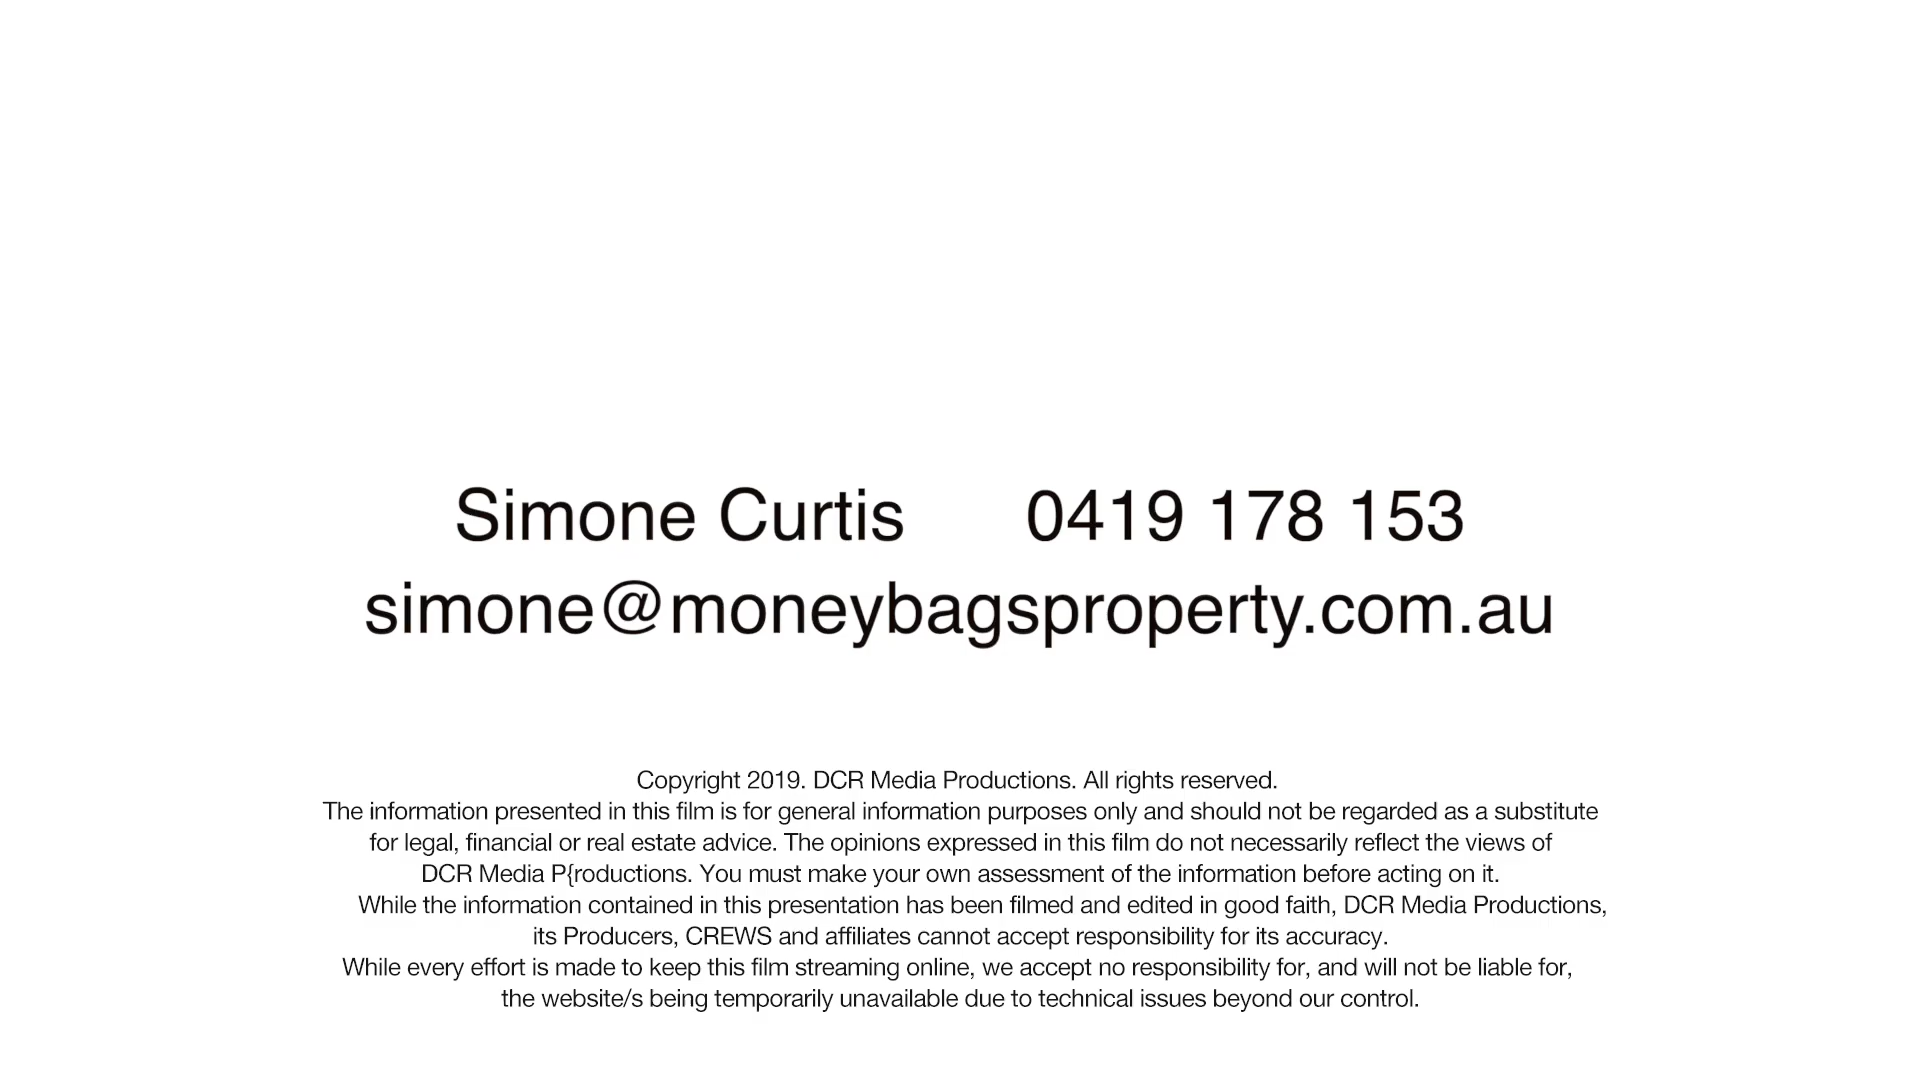 Simone Curtis 0419 178 153
simone@moneybagsproperty.com.au
Copyright 2019. DCR Media Productions. All rights reserved.
The information presented in this film is for general information purposes only and should not be regarded as a substitute
for legal, financial or real estate advice. The opinions expressed in this film do not necessarily reflect the views of
DCR Media P{roductions. You must make your own assessment of the information before acting on it.
While the information contained in this presentation has been filmed and edited in good faith, DCR Media Productions,
its Producers, CREWS and affiliates cannot accept responsibility for its accuracy.
While every effort is made to keep this film streaming online, we accept no responsibility for, and will not be liable for,
the website/s being temporarily unavailable due to technical issues beyond our control.